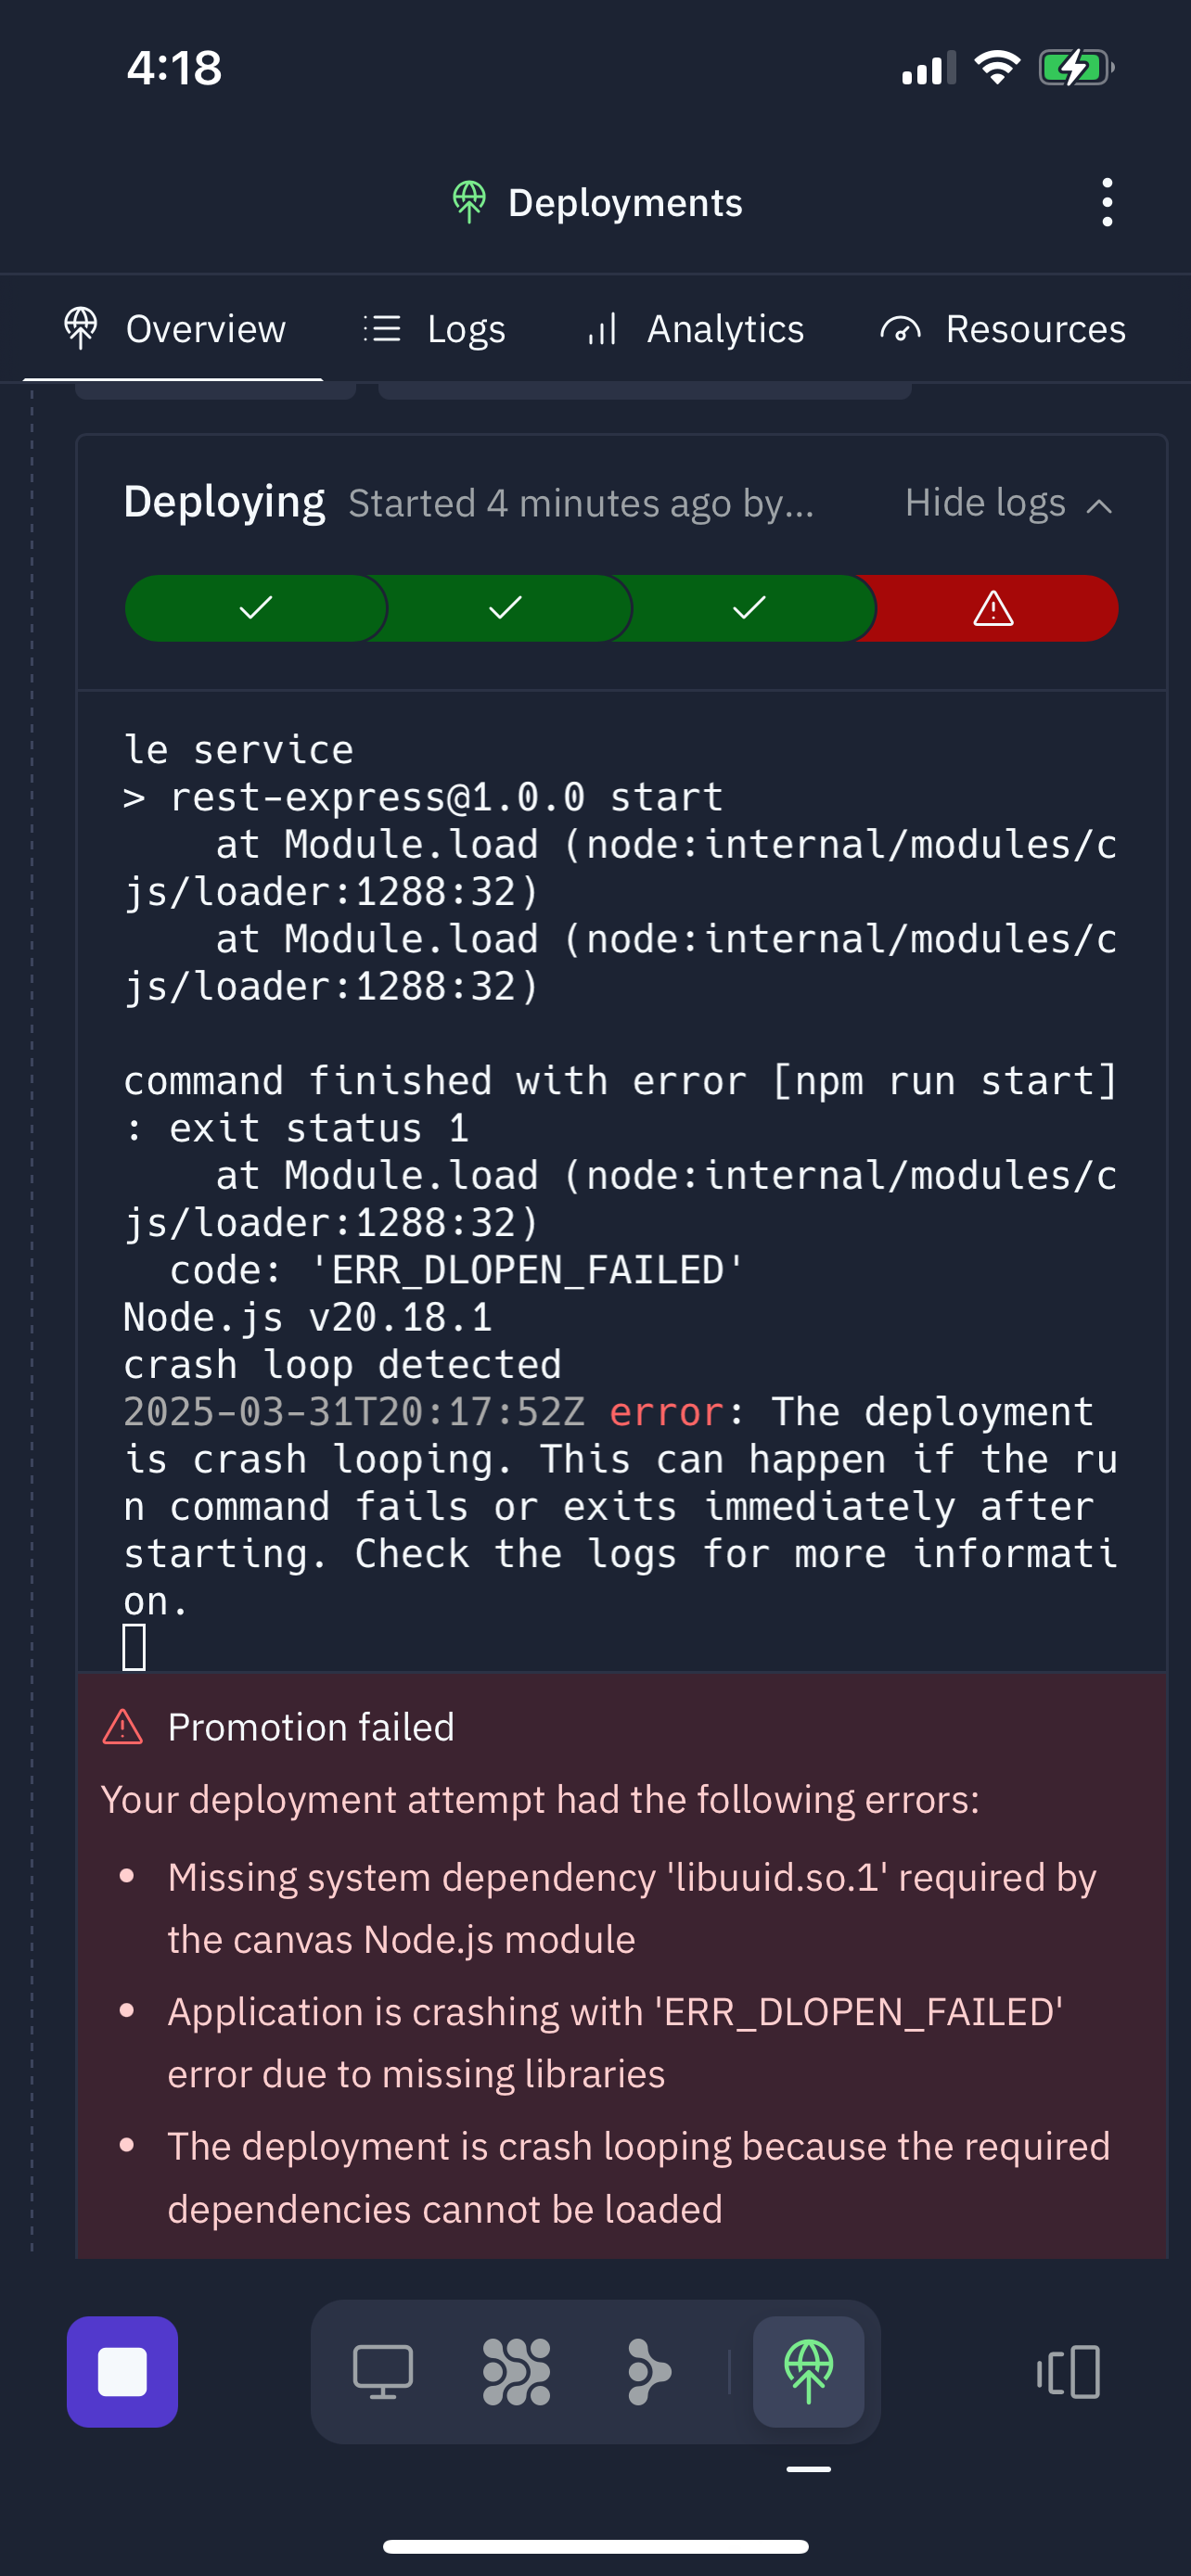 4:18
Deployments
Overview Logs Analytics Resources
Deploying Started 4 minutes ago by... Hide logs
le service
> rest-express@1.0.0 start
at Module.load (node:internal/modules/c
js/loader:1288:32)
at Module.load (node:internal/modules/c
js/loader:1288:32)
command finished with error [npm run start]
: exit status 1
at Module.load (node:internal/modules/c
js/loader:1288:32)
code: 'ERR_DLOPEN_FAILED'
Node.js v20.18.1
crash loop detected
2025-03-31T20:17:52Z error: The deployment
is crash looping. This can happen if the ru
n command fails or exits immediately after
starting. Check the logs for more informati
on.
Promotion failed
Your deployment attempt had the following errors:
• Missing system dependency 'libuuid.so.1' required by
the canvas Node.js module
• Application is crashing with 'ERR_DLOPEN_FAILED'
error due to missing libraries
• The deployment is crash looping because the required
dependencies cannot be loaded